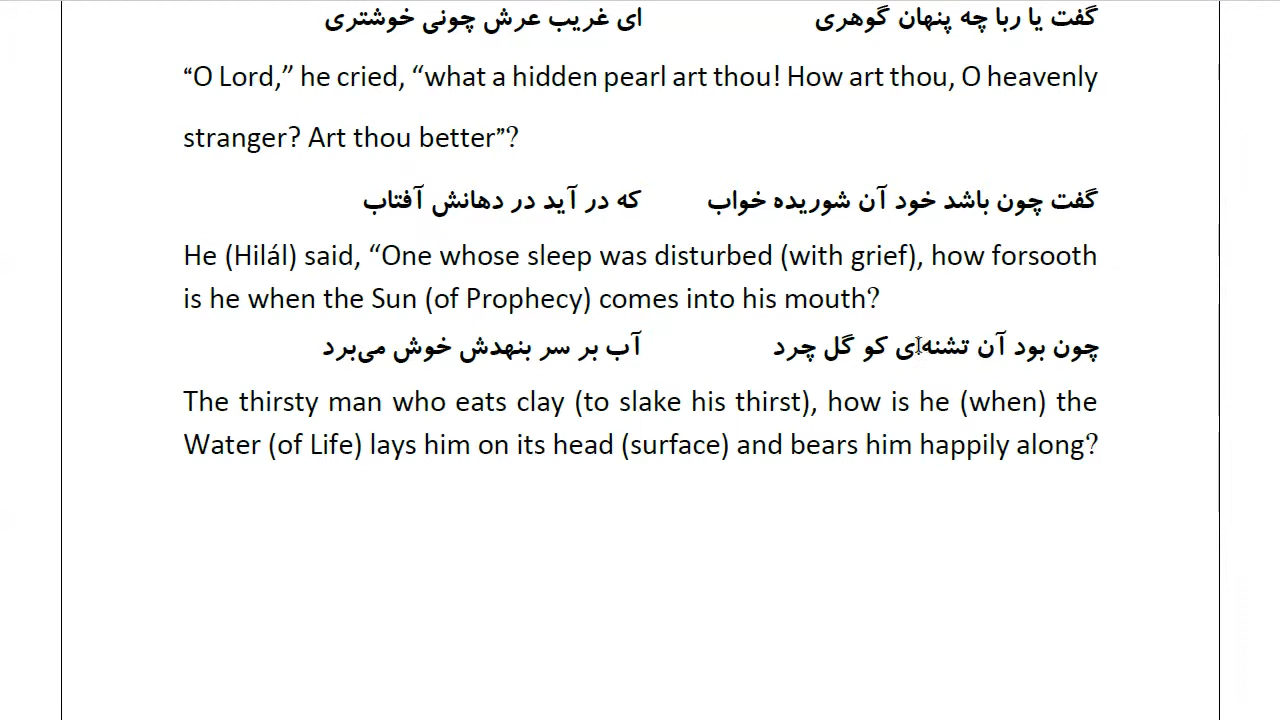 گفت یا ربا چه پنهان گوهری ای غریب عرش چونی خوشتری
“O Lord,” he cried, “what a hidden pearl art thou! How art thou, O heavenly
stranger? Art thou better”?
گفت چون باشد خود آن شوریده خواب که در آید در دهانش آفتاب
He (Hilál) said, “One whose sleep was disturbed (with grief), how forsooth
is he when the Sun (of Prophecy) comes into his mouth?
چون بود آن تشنه‌ای کو گل چرد آب بر سر بنهدش خوش می‌برد
The thirsty man who eats clay (to slake his thirst), how is he (when) the
Water (of Life) lays him on its head (surface) and bears him happily along?